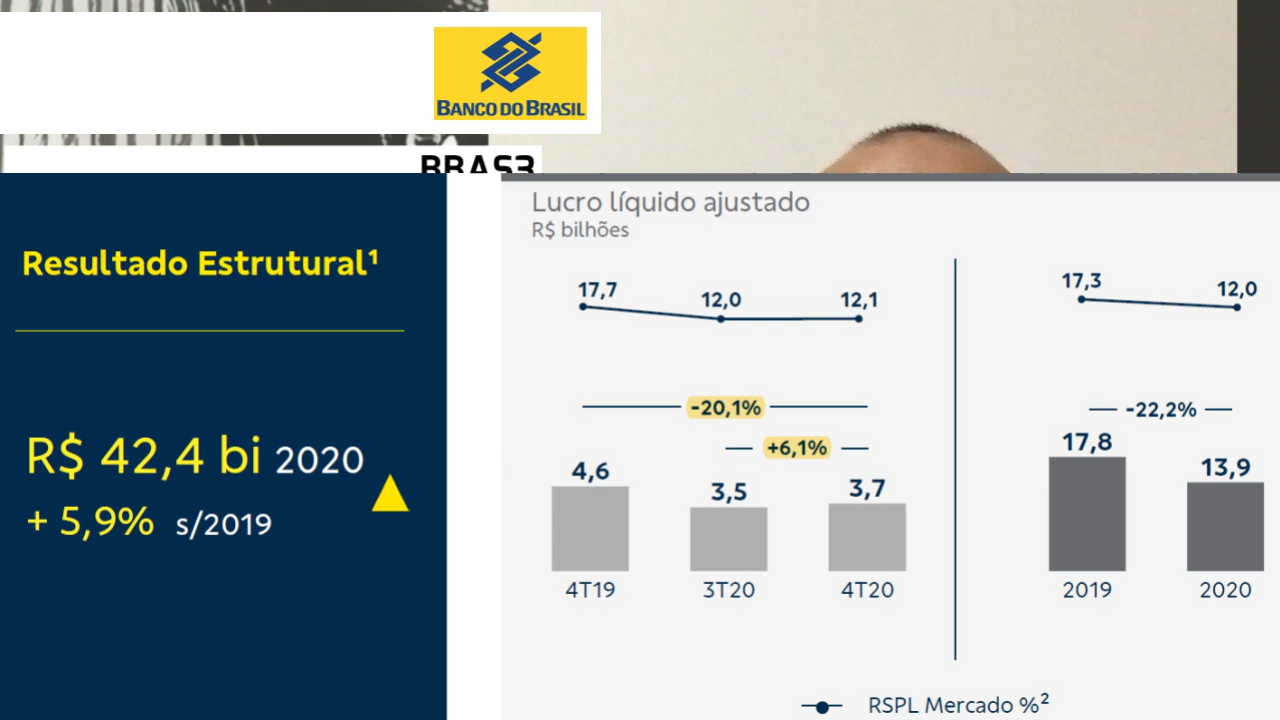 BANCO DO BRASIL
BBAS3
Resultado Estrutural¹
R$ 42,4 bi 2020
+ 5,9% s/2019
Lucro líquido ajustado
R$ bilhões
17,7 12,0 12,1
17,3 12,0
-20,1%
-22,2%
+6,1%
4,6 3,5 3,7
17,8 13,9
4T19 3T20 4T20
2019 2020
RSPL Mercado %²